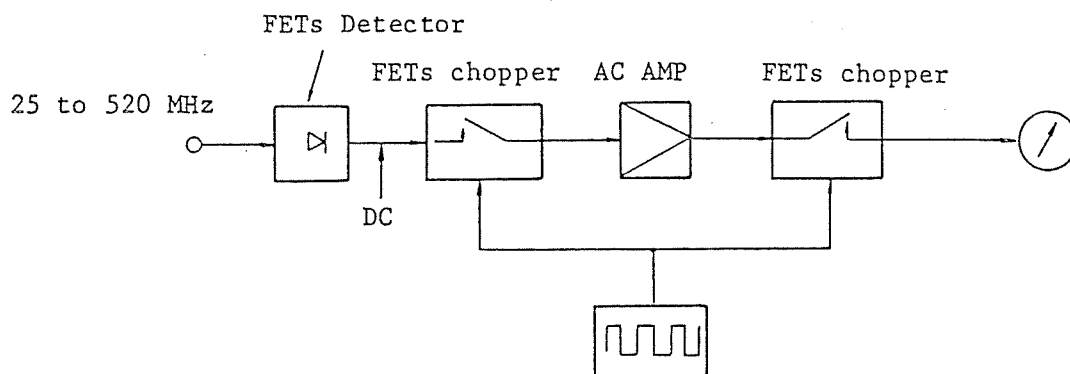 FETs Detector
FETs chopper
AC AMP
FETs chopper
25 to 520 MHz
DC